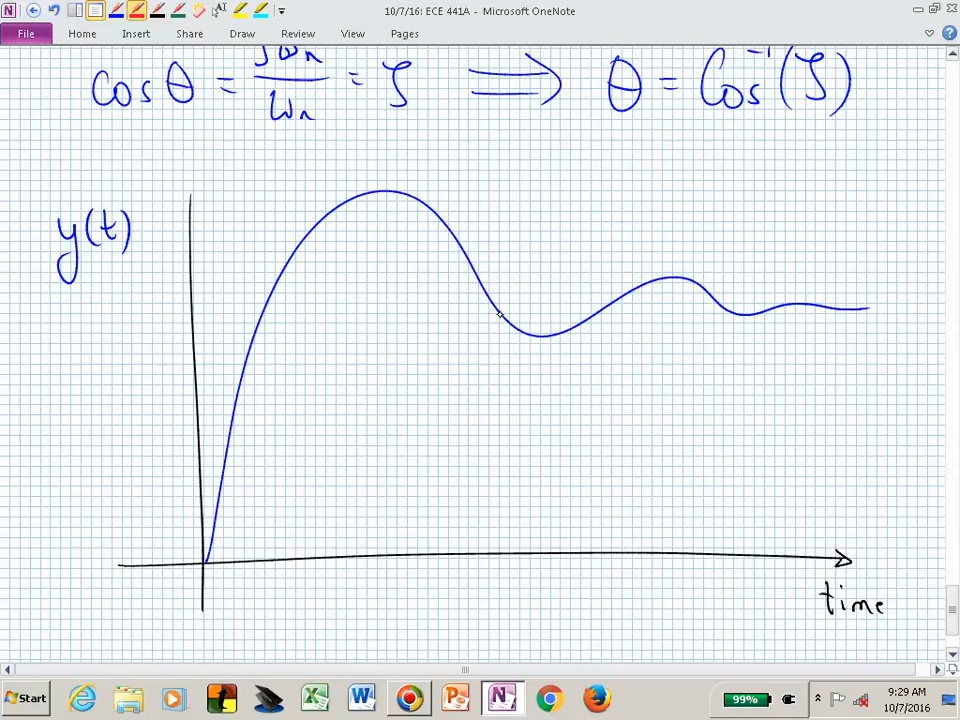 10/7/16: ECE 441A - Microsoft OneNote
File Home Insert Share Draw Review View Pages
cos θ = ζωn / ωn = ζ ⟹ θ = Cos⁻¹(ζ)
y(t)
time
Start
99%
9:29 AM
10/7/2016